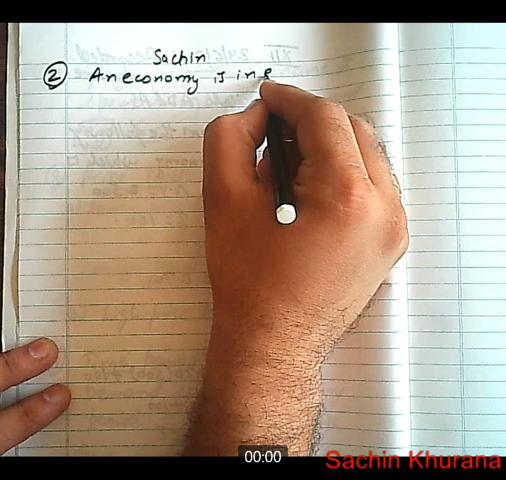 Sachin
② An economy is in e
00:00
Sachin Khurana